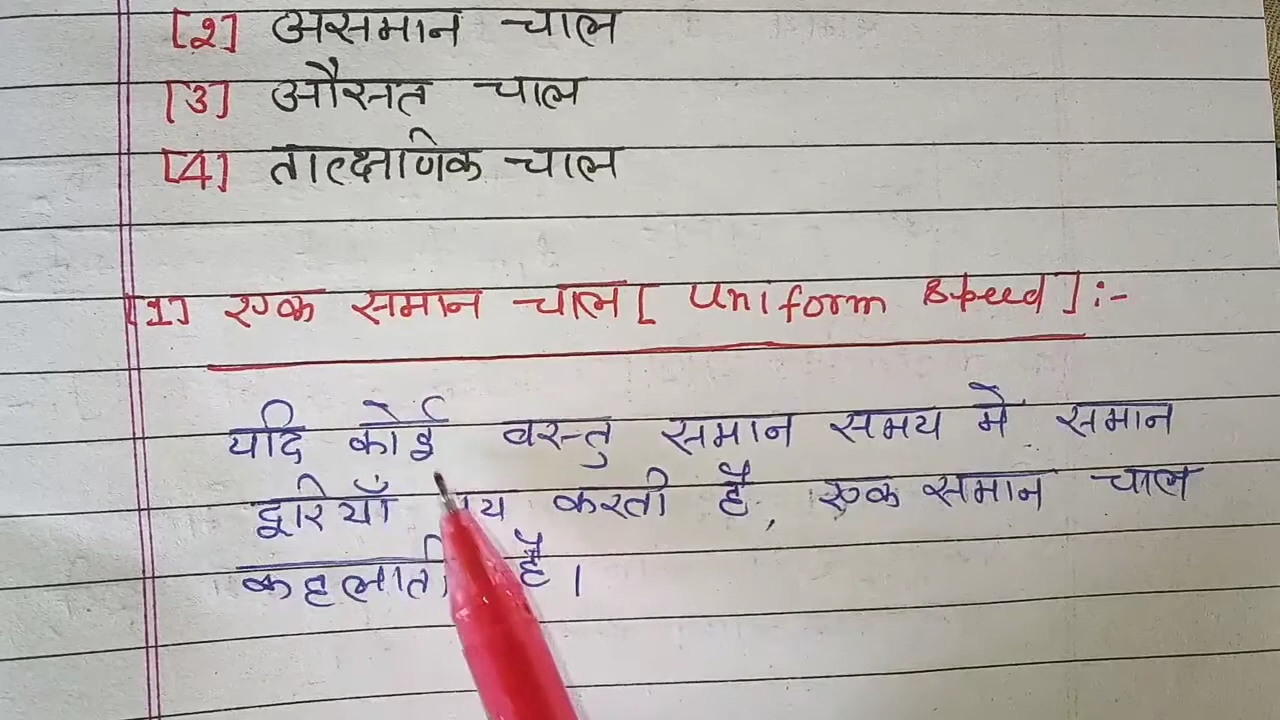 [2] असमान चाल
[3] औसत चाल
[4] तात्क्षणिक चाल
[1] एक समान चाल [ Uniform Speed ] :-
यदि कोई वस्तु समान समय में समान
दूरियाँ करती है, एक समान चाल
कहलाती है।